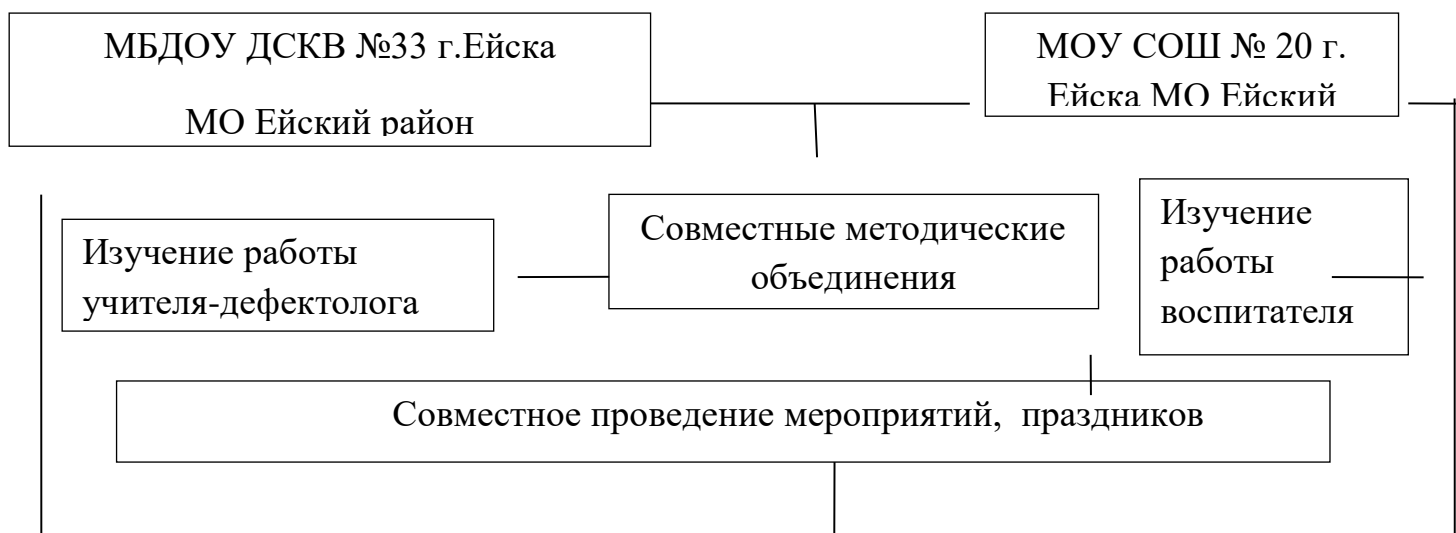 МБДОУ ДСКВ №33 г.Ейска
МО Ейский район
МОУ СОШ № 20 г.
Ейска МО Ейский
Изучение работы
учителя-дефектолога
Совместные методические
объединения
Изучение
работы
воспитателя
Совместное проведение мероприятий, праздников